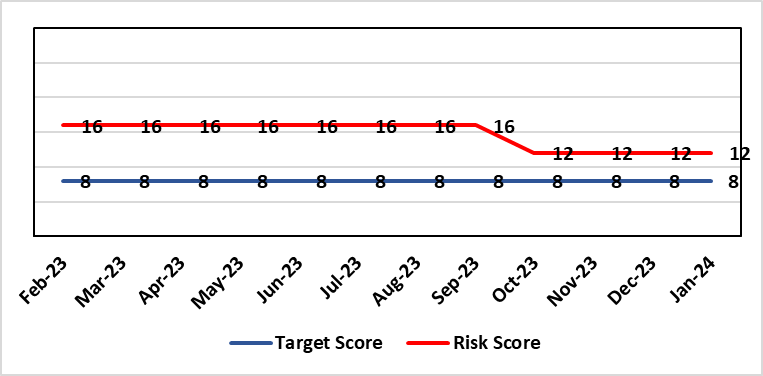 16 16 16 16 16 16 16 16
12 12 12 12
8 8 8 8 8 8 8 8 8 8 8 8
Feb-23 Mar-23 Apr-23 May-23 Jun-23 Jul-23 Aug-23 Sep-23 Oct-23 Nov-23 Dec-23 Jan-24
Target Score Risk Score